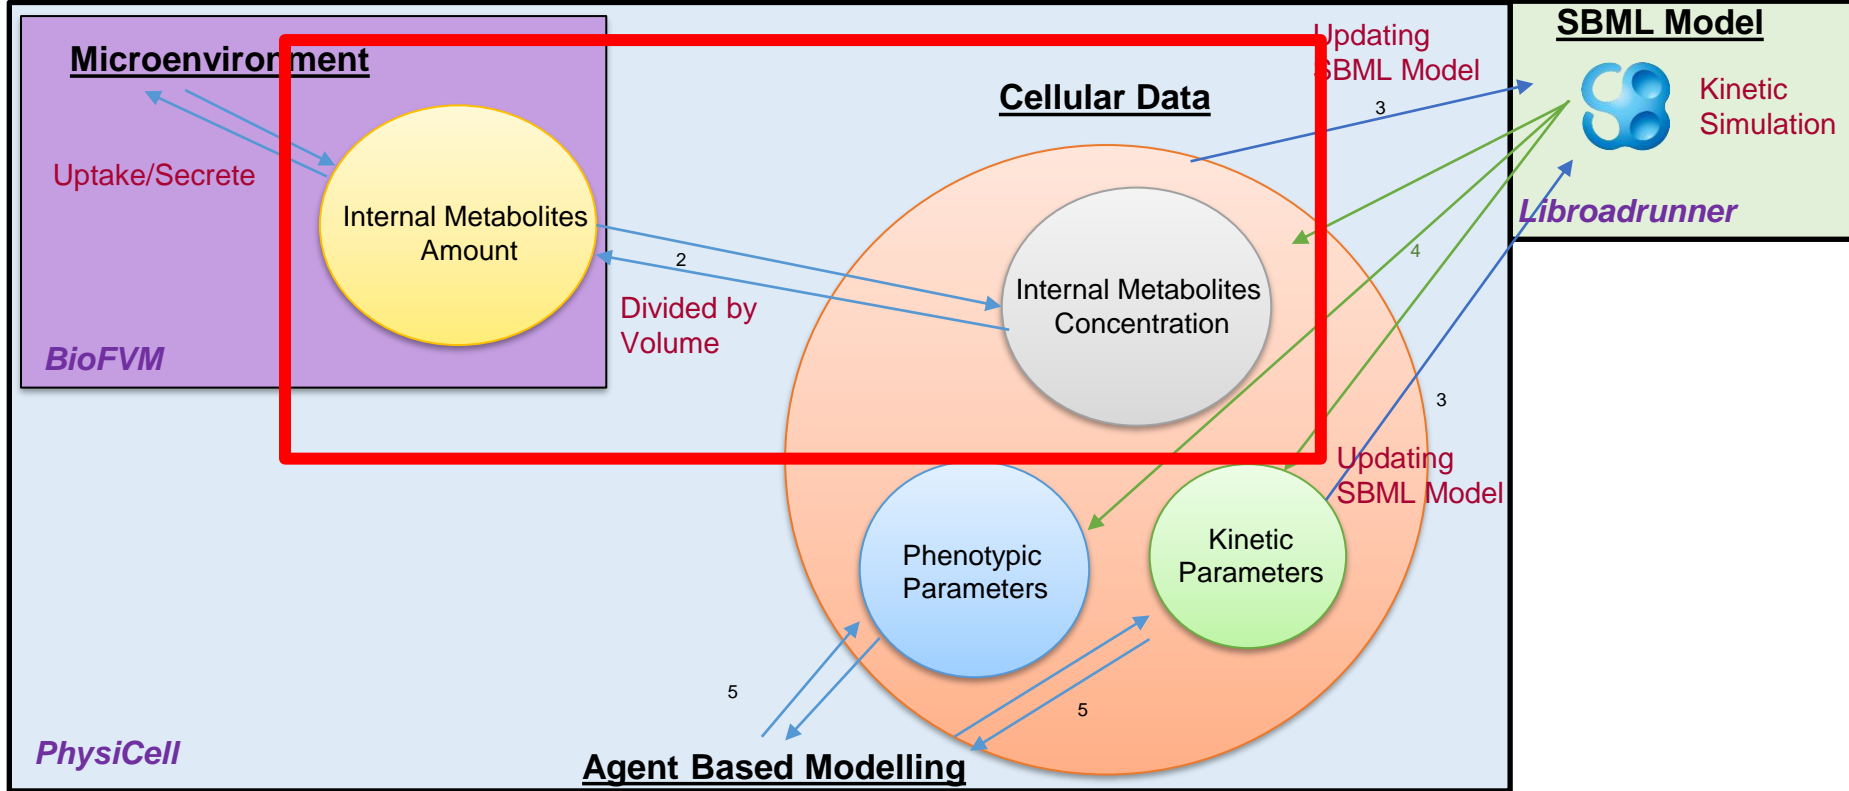 Microenvironment
Uptake/Secrete
Internal Metabolites
Amount
BioFVM
2
Divided by
Volume
Cellular Data
Internal Metabolites
Concentration
Updating
SBML Model
3
SBML Model
Kinetic
Simulation
Libroadrunner
4
3
Updating
SBML Model
Phenotypic
Parameters
Kinetic
Parameters
5
5
PhysiCell
Agent Based Modelling